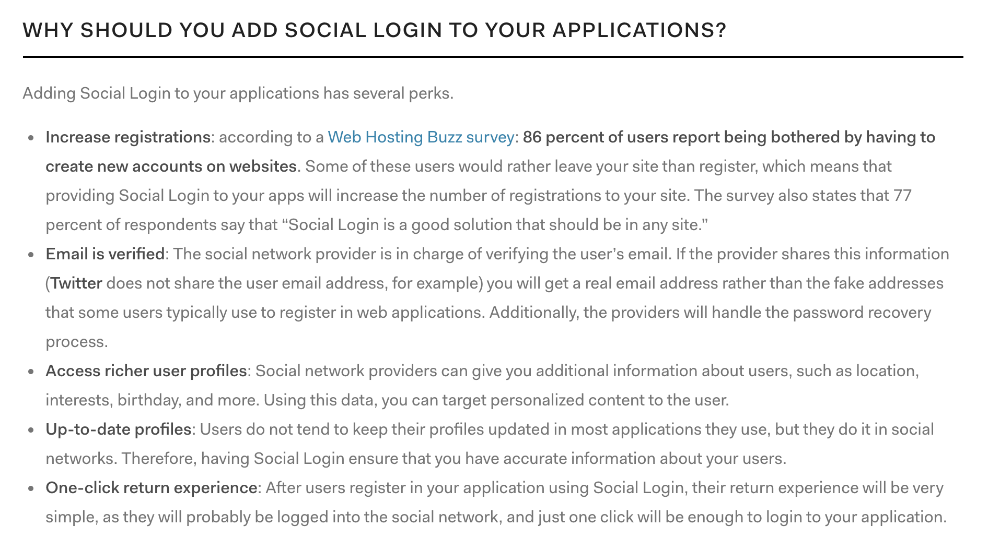 WHY SHOULD YOU ADD SOCIAL LOGIN TO YOUR APPLICATIONS?
Adding Social Login to your applications has several perks.
• Increase registrations: according to a Web Hosting Buzz survey: 86 percent of users report being bothered by having to
create new accounts on websites. Some of these users would rather leave your site than register, which means that
providing Social Login to your apps will increase the number of registrations to your site. The survey also states that 77
percent of respondents say that “Social Login is a good solution that should be in any site.”
• Email is verified: The social network provider is in charge of verifying the user’s email. If the provider shares this information
(Twitter does not share the user email address, for example) you will get a real email address rather than the fake addresses
that some users typically use to register in web applications. Additionally, the providers will handle the password recovery
process.
• Access richer user profiles: Social network providers can give you additional information about users, such as location,
interests, birthday, and more. Using this data, you can target personalized content to the user.
• Up-to-date profiles: Users do not tend to keep their profiles updated in most applications they use, but they do it in social
networks. Therefore, having Social Login ensure that you have accurate information about your users.
• One-click return experience: After users register in your application using Social Login, their return experience will be very
simple, as they will probably be logged into the social network, and just one click will be enough to login to your application.